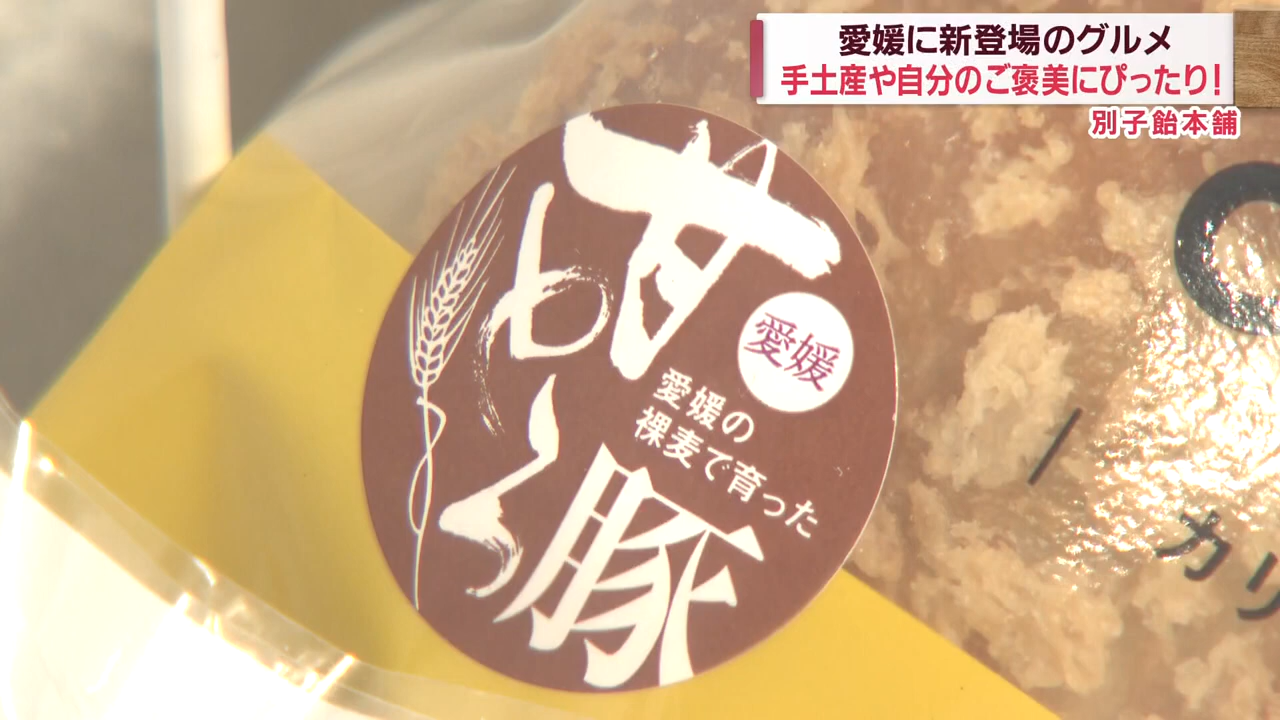 愛媛に新登場のグルメ
手土産や自分のご褒美にぴったり!
別子飴本舗
甘とろ豚
愛媛
愛媛の
裸麦で育った
カリ